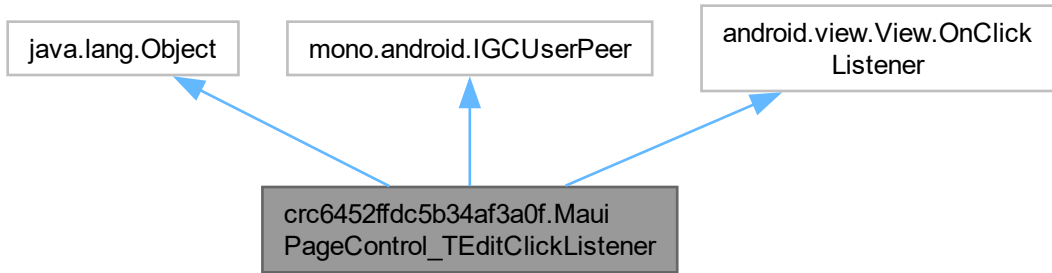 java.lang.Object
mono.android.IGCUserPeer
android.view.View.OnClick
Listener
crc6452ffdc5b34af3a0f.Maui
PageControl_TEditClickListener